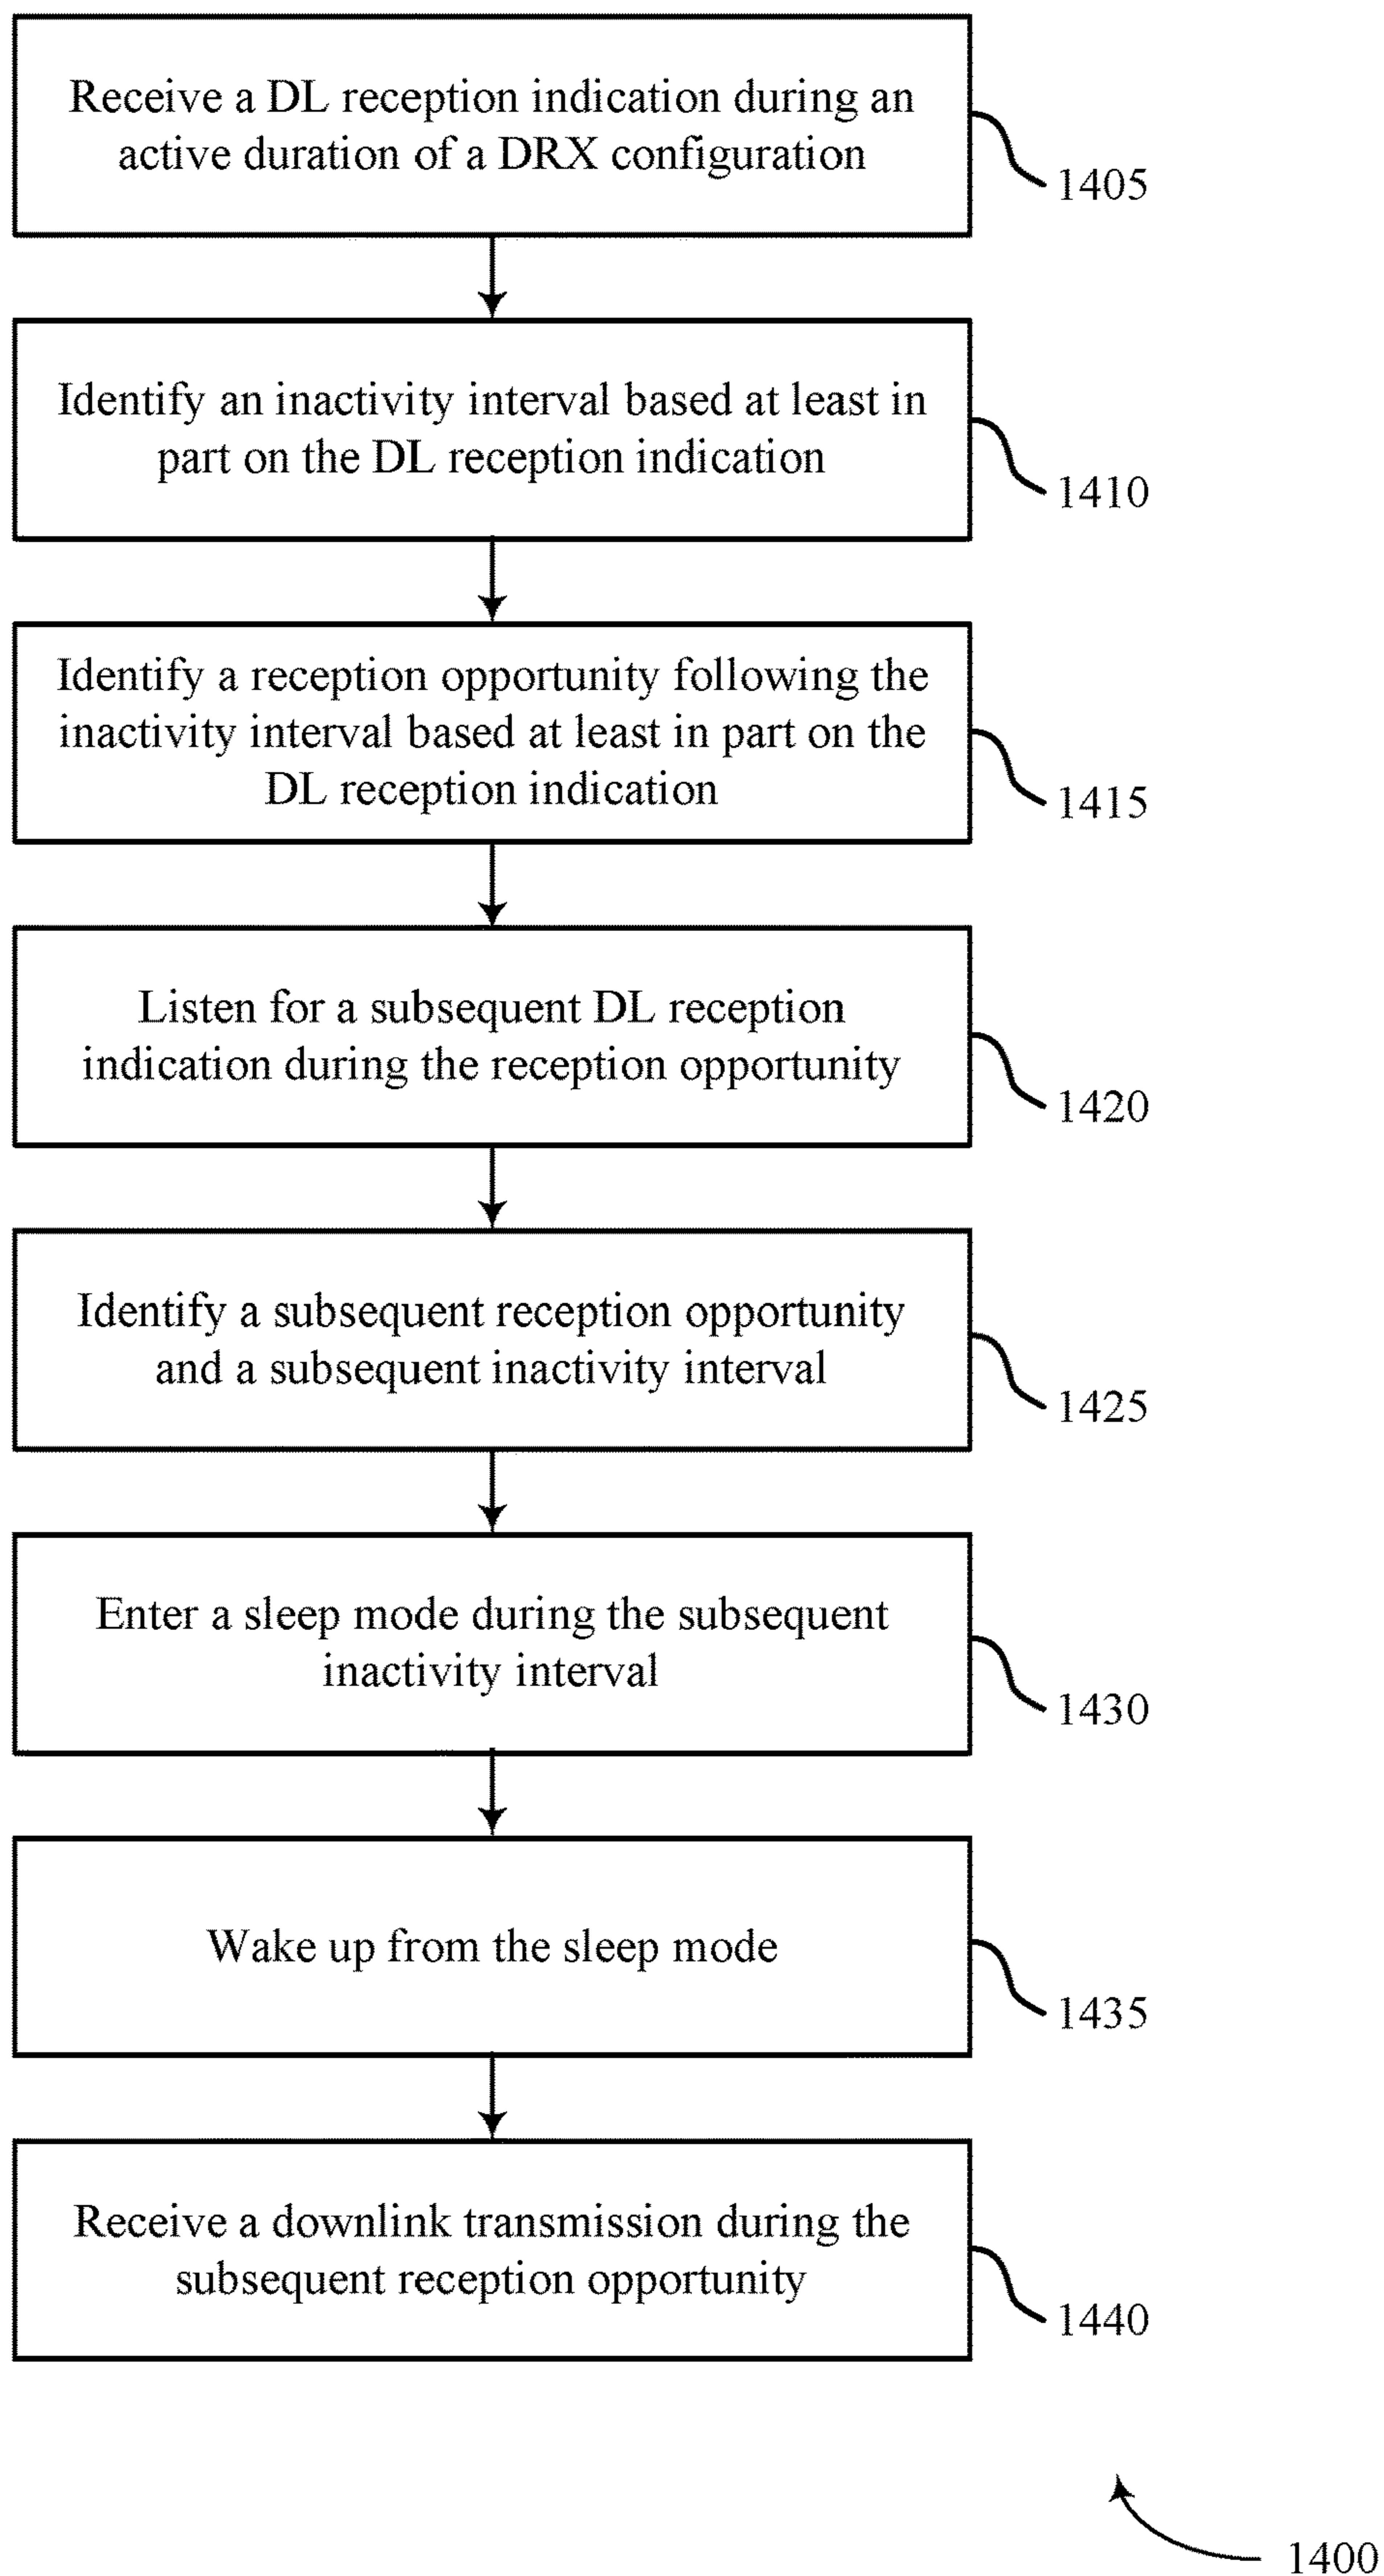 Receive a DL reception indication during an
active duration of a DRX configuration
1405
Identify an inactivity interval based at least in
part on the DL reception indication
1410
Identify a reception opportunity following the
inactivity interval based at least in part on the
DL reception indication
1415
Listen for a subsequent DL reception
indication during the reception opportunity
1420
Identify a subsequent reception opportunity
and a subsequent inactivity interval
1425
Enter a sleep mode during the subsequent
inactivity interval
1430
Wake up from the sleep mode
1435
Receive a downlink transmission during the
subsequent reception opportunity
1440
1400